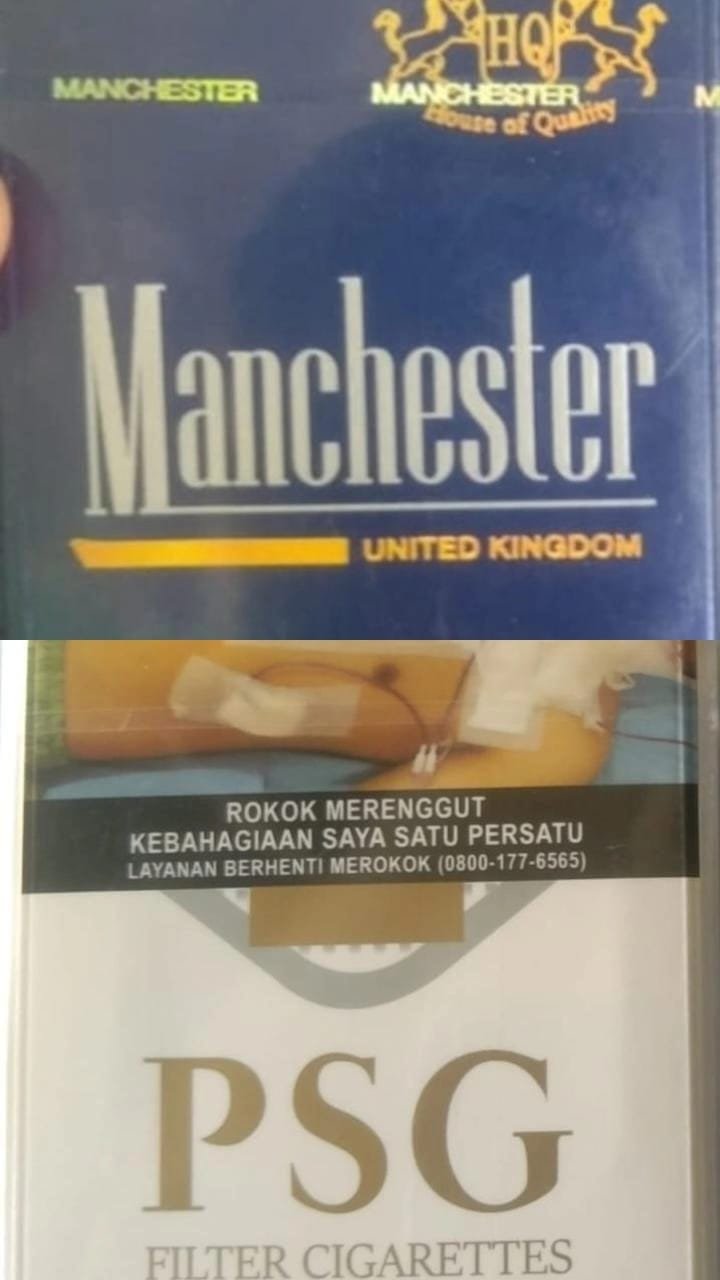 HQ
MANCHESTER MANCHESTER M
House of Quality
Manchester
UNITED KINGDOM
ROKOK MERENGGUT
KEBAHAGIAAN SAYA SATU PERSATU
LAYANAN BERHENTI MEROKOK (0800-177-6565)
PSG
FILTER CIGARETTES